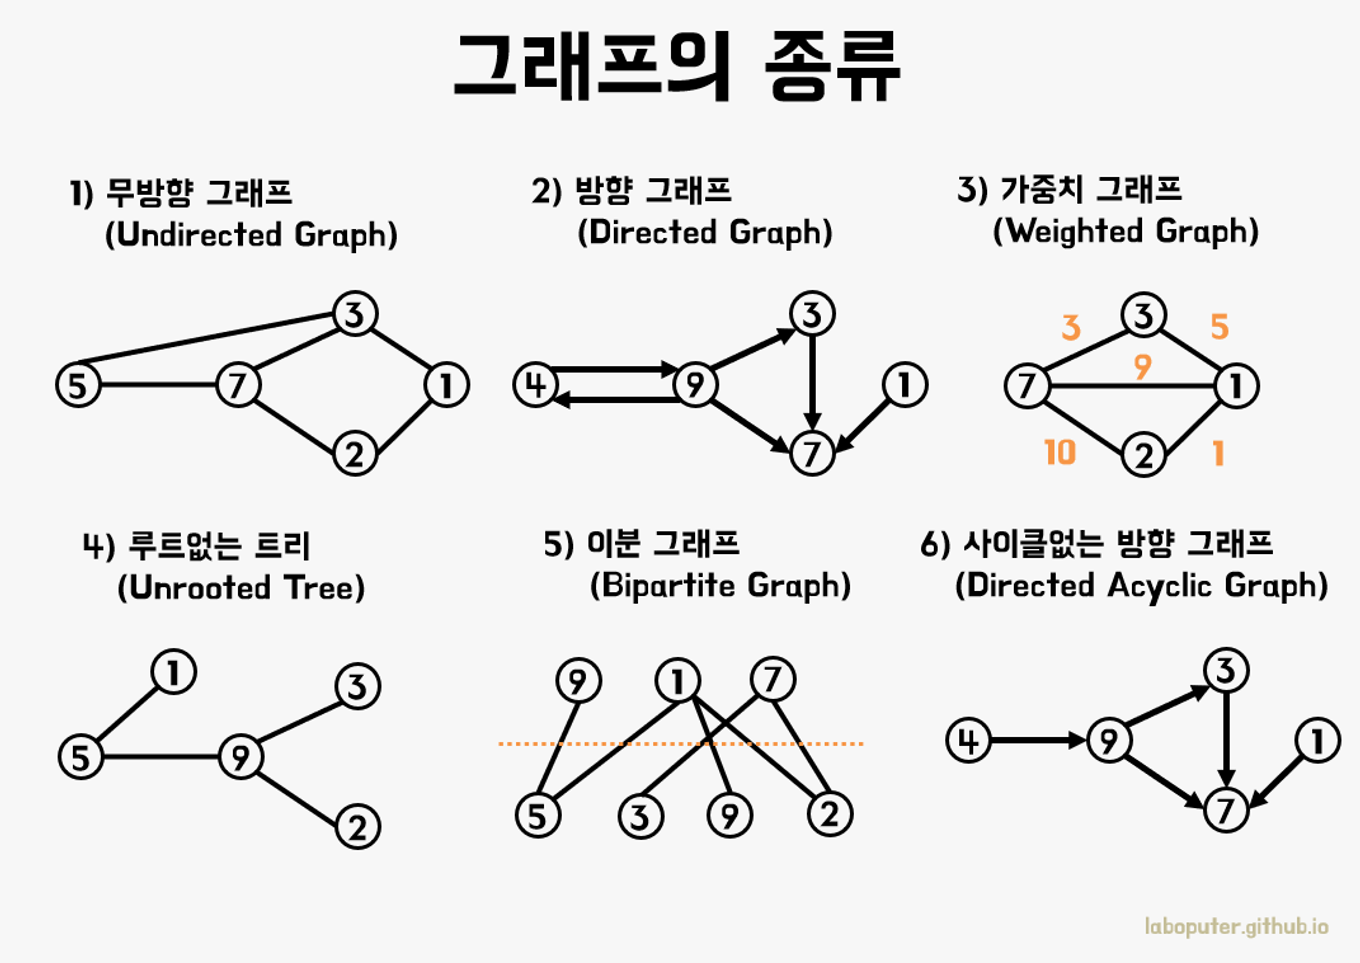 그래프의 종류
1) 무방향 그래프
(Undirected Graph)
2) 방향 그래프
(Directed Graph)
3) 가중치 그래프
(Weighted Graph)
3
5
7
1
2
3
4
9
1
7
3
3
5
9
7
1
10
2
1
4) 루트없는 트리
(Unrooted Tree)
5) 이분 그래프
(Bipartite Graph)
6) 사이클없는 방향 그래프
(Directed Acyclic Graph)
1
3
5
9
2
9
1
7
5
3
9
2
3
4
9
1
7
laboputer.github.io